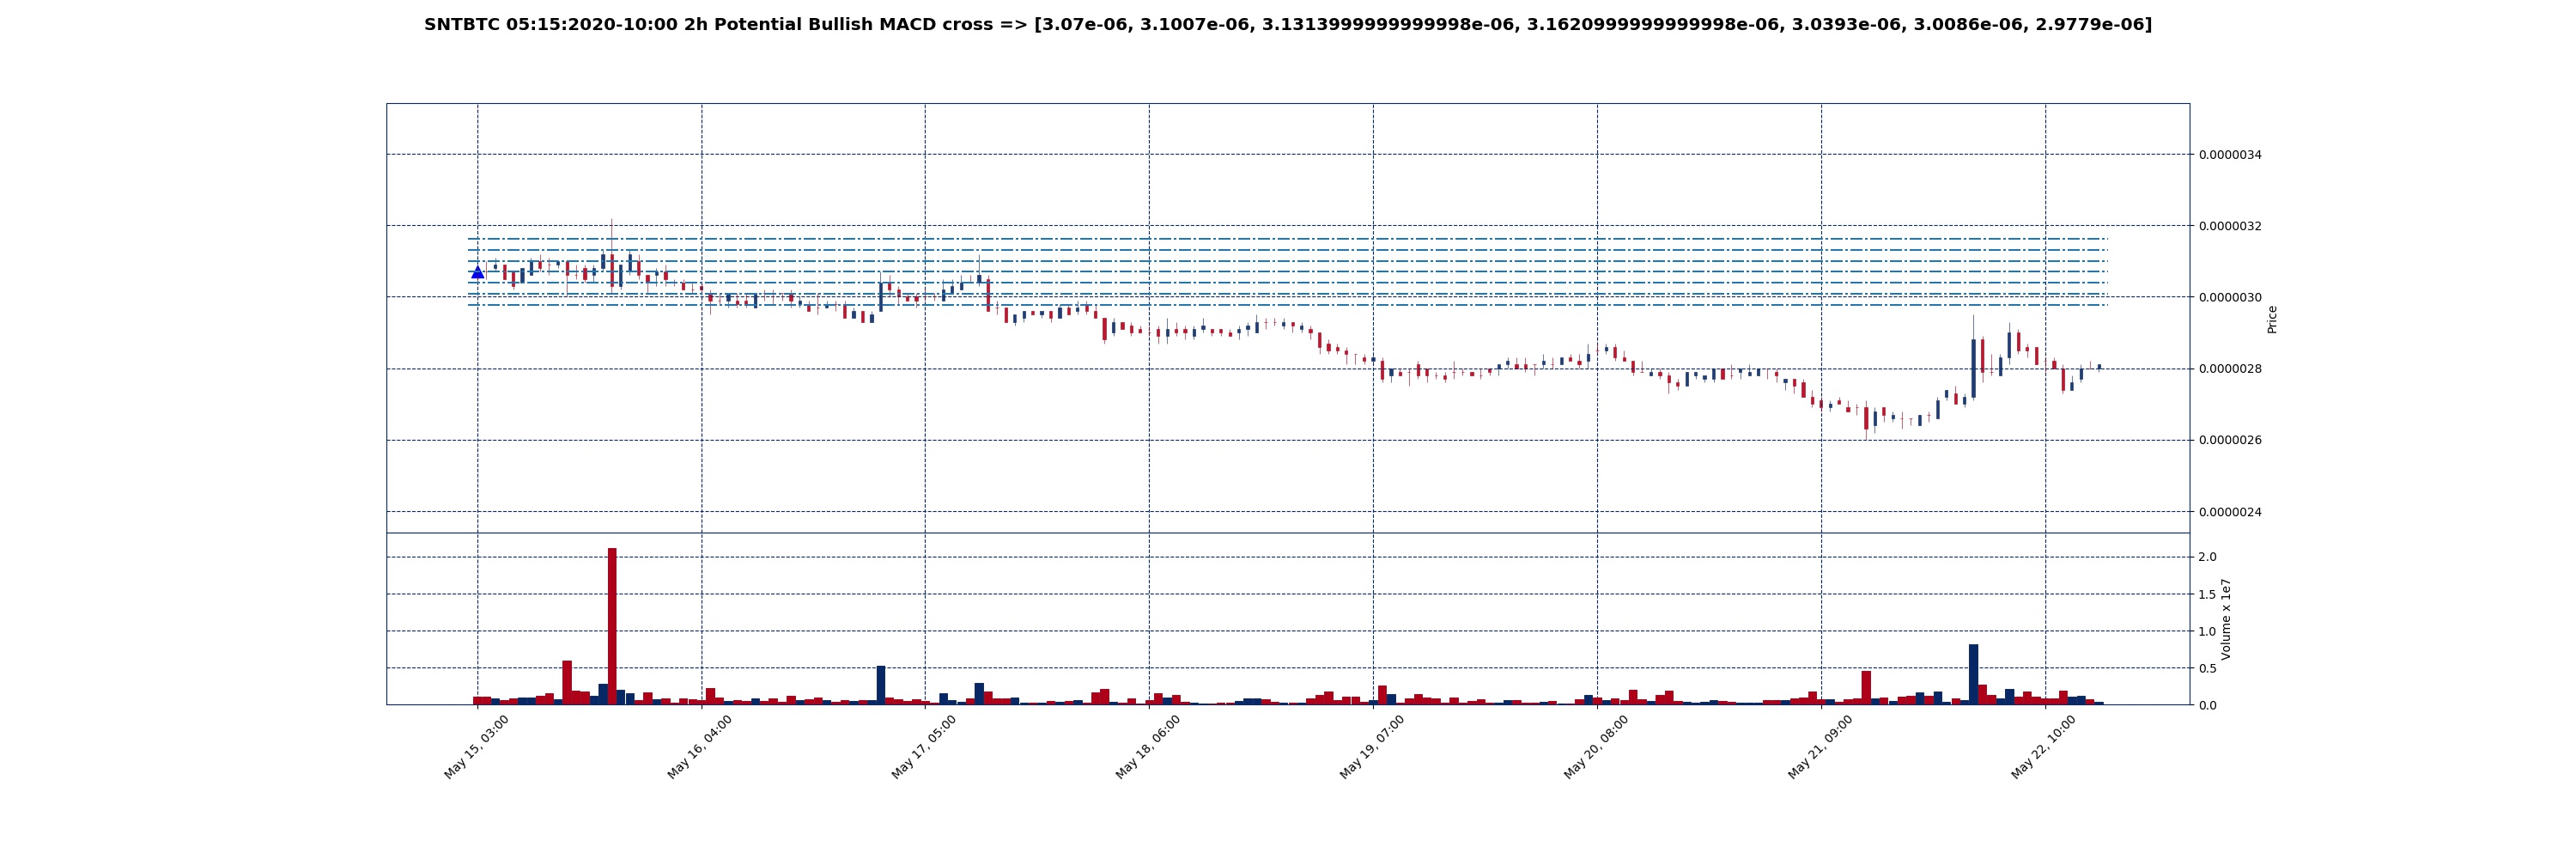 SNTBTC 05:15:2020-10:00 2h Potential Bullish MACD cross => [3.07e-06, 3.1007e-06, 3.1313999999999998e-06, 3.1620999999999998e-06, 3.0393e-06, 3.0086e-06, 2.9779e-06]
0.0000034
0.0000032
0.0000030
0.0000028
0.0000026
0.0000024
Price
2.0
1.5
1.0
0.5
0.0
Volume x 1e7
May 15, 03:00
May 16, 04:00
May 17, 05:00
May 18, 06:00
May 19, 07:00
May 20, 08:00
May 21, 09:00
May 22, 10:00